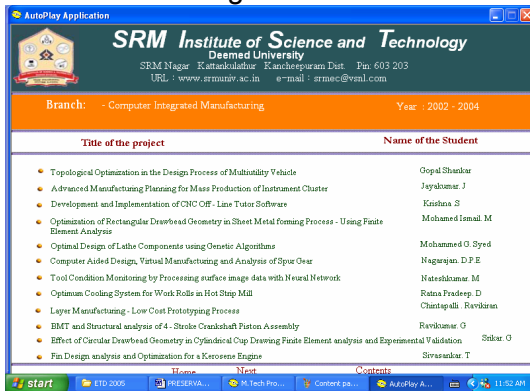 AutoPlay Application
SRM Institute of Science and Technology
Deemed University
SRM Nagar Kattankulathur Kancheepuram Dist. Pin: 603 203
URL : www.srmuniv.ac.in e-mail : srmec@vsnl.com
Branch: - Computer Integrated Manufacturing. Year : 2002 - 2004
Title of the project Name of the Student
Topological Optimization in the Design Process of Multiutility Vehicle Gopal Shankar
Advanced Manufacturing Planning for Mass Production of Instrument Cluster Jayakumar. J
Development and Implementation of CNC Off - Line Tutor Software Krishna .S
Optimization of Rectangular Drawbead Geometry in Sheet Metal forming Process - Using Finite Mohamed Ismail. M
Element Analysis
Optimal Design of Lathe Components using Genetic Algorithms Mohammed G. Syed
Computer Aided Design, Virtual Manufacturing and Analysis of Spur Gear Nagarajan. D.P.E
Tool Condition Monitoring by Processing surface image data with Neural Network Nateshkumar. M
Optimum Cooling System for Work Rolls in Hot Strip Mill Ratna Pradeep. D
Layer Manufacturing - Low Cost Prototyping Process Chintapalli . Ravikiran
BMT and Structural analysis of 4 - Stroke Crankshaft Piston Assembly Ravikumar. G
Effect of Circular Drawbead Geometry in Cylindrical Cup Drawing Finite Element analysis and Experimental Validation Srikar. G
Fin Design analysis and Optimization for a Kerosene Engine Sivasankar. T
Home Next Contents
start ETD 2005 PRESERVA... M.Tech Pro... Content pa... AutoPlay A... 11:52 AM